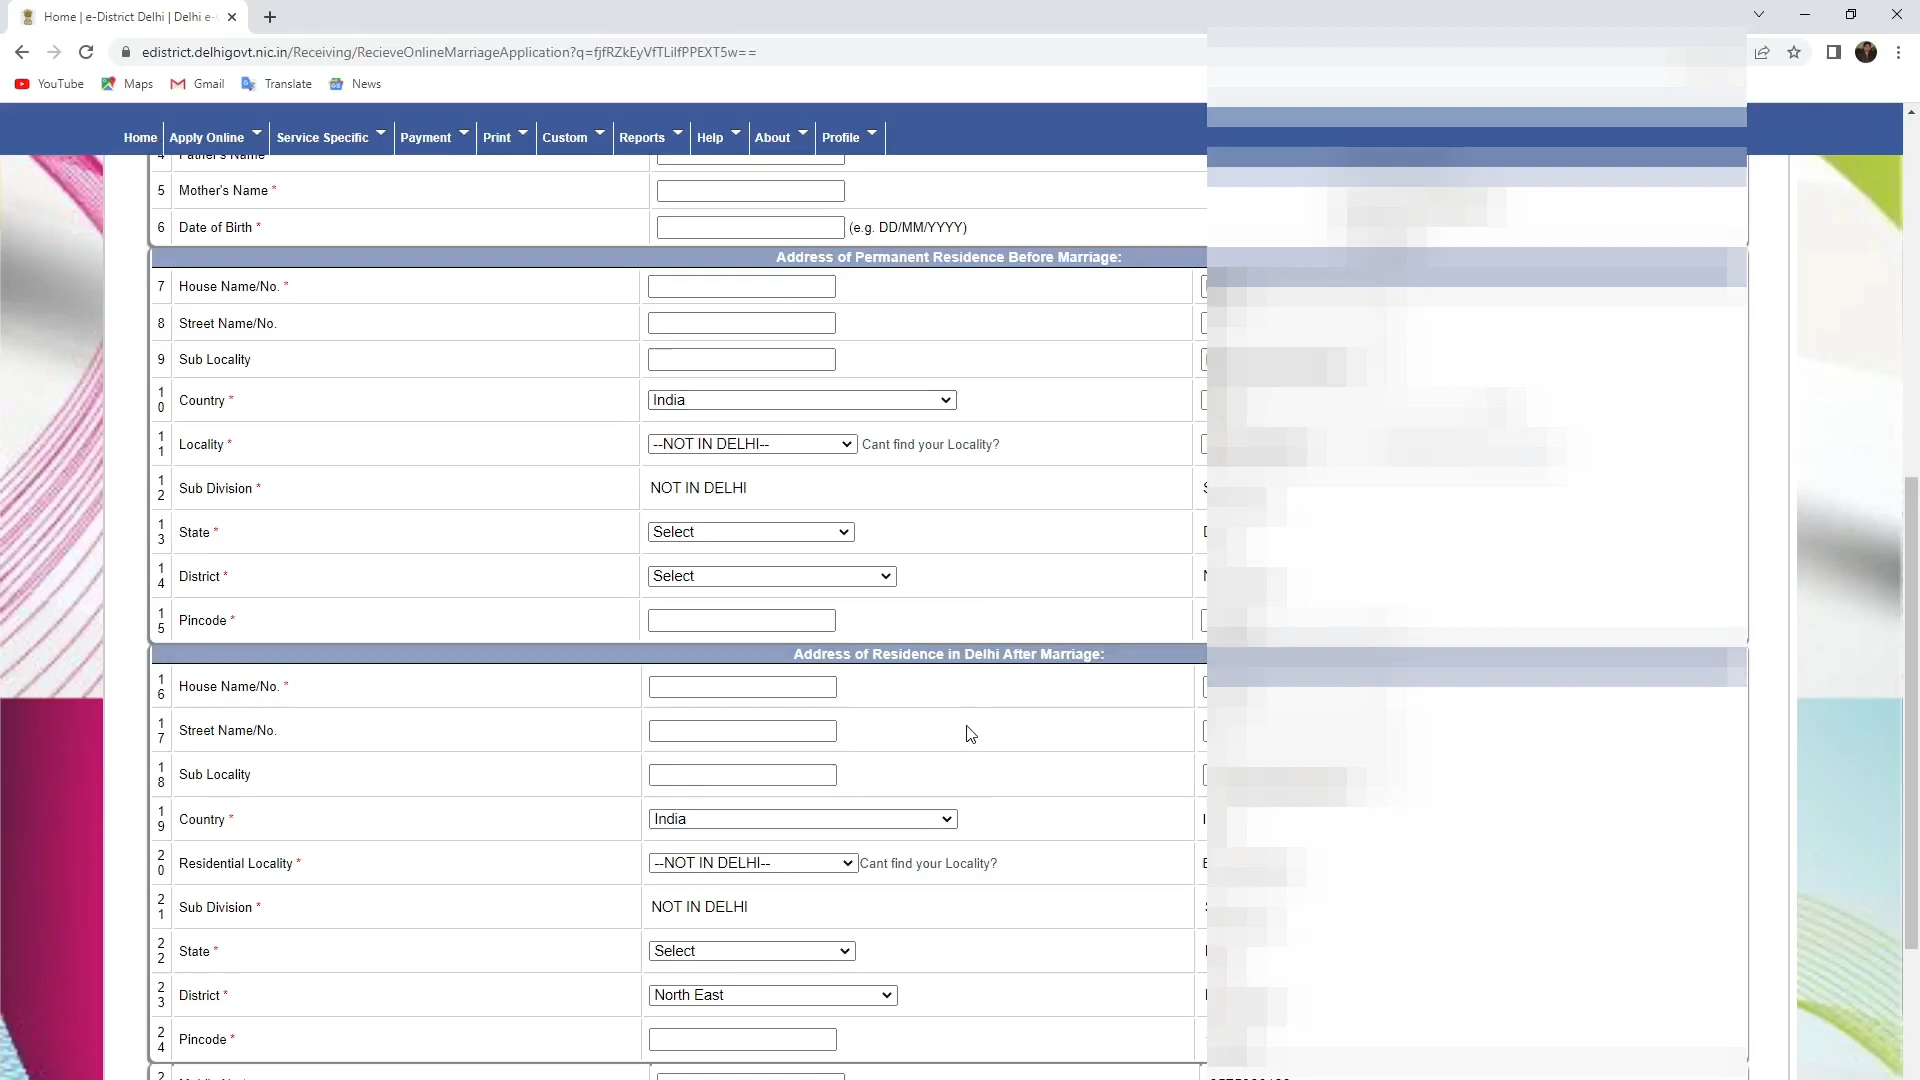 Home | e-District Delhi | Delhi e-
edistrict.delhigovt.nic.in/Receiving/RecieveOnlineMarriageApplication?q=fjfRZkEyVfTLiIfPPEXT5w==
YouTube Maps Gmail Translate News
Home Apply Online Service Specific Payment Print Custom Reports Help About Profile
4 Father's Name
5 Mother's Name *
6 Date of Birth * (e.g. DD/MM/YYYY)
Address of Permanent Residence Before Marriage:
7 House Name/No. *
8 Street Name/No.
9 Sub Locality
10 Country * India
11 Locality * --NOT IN DELHI-- Cant find your Locality?
12 Sub Division * NOT IN DELHI
13 State * Select
14 District * Select
15 Pincode *
Address of Residence in Delhi After Marriage:
16 House Name/No. *
17 Street Name/No.
18 Sub Locality
19 Country * India
20 Residential Locality * --NOT IN DELHI-- Cant find your Locality?
21 Sub Division * NOT IN DELHI
22 State * Select
23 District * North East
24 Pincode *